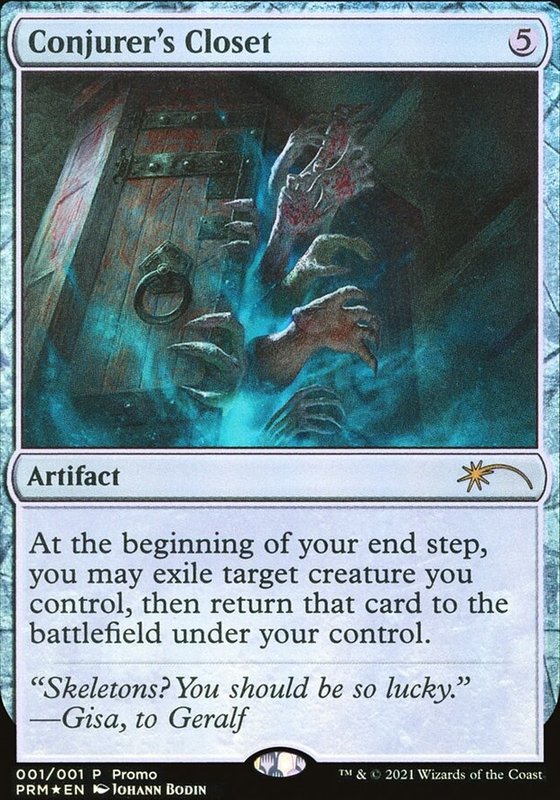 Conjurer's Closet 5
Artifact
At the beginning of your end step,
you may exile target creature you
control, then return that card to the
battlefield under your control.
“Skeletons? You should be so lucky.”
—Gisa, to Geralf
001/001 P Promo
PRM★EN Johann Bodin
™ & © 2021 Wizards of the Coast